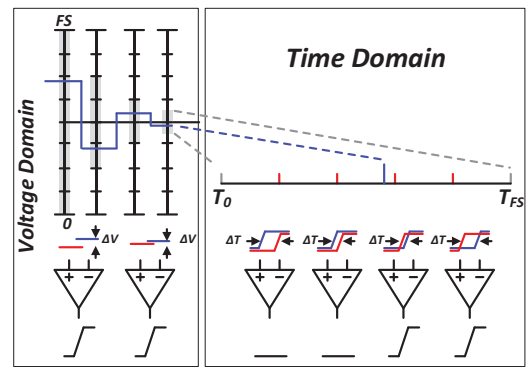 FS
Time Domain
Voltage Domain
0
T0
TFS
ΔV
ΔV
ΔT
ΔT
ΔT
ΔT
+ −
+ −
+ −
+ −
+ −
+ −